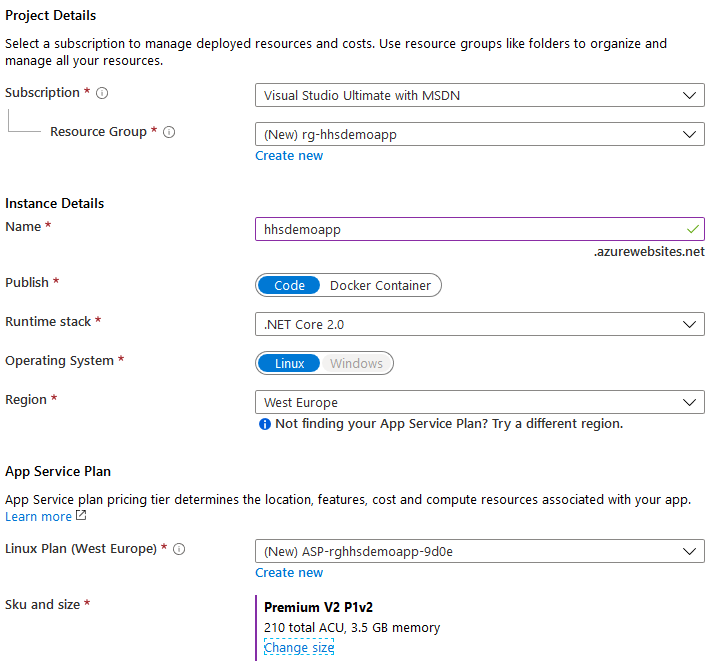 Project Details
Select a subscription to manage deployed resources and costs. Use resource groups like folders to organize and
manage all your resources.
Subscription * Visual Studio Ultimate with MSDN
Resource Group * (New) rg-hhsdemoapp
Create new
Instance Details
Name * hhsdemoapp
.azurewebsites.net
Publish * Code Docker Container
Runtime stack * .NET Core 2.0
Operating System * Linux Windows
Region * West Europe
Not finding your App Service Plan? Try a different region.
App Service Plan
App Service plan pricing tier determines the location, features, cost and compute resources associated with your app.
Learn more
Linux Plan (West Europe) * (New) ASP-rghhsdemoapp-9d0e
Create new
Sku and size * Premium V2 P1v2
210 total ACU, 3.5 GB memory
Change size